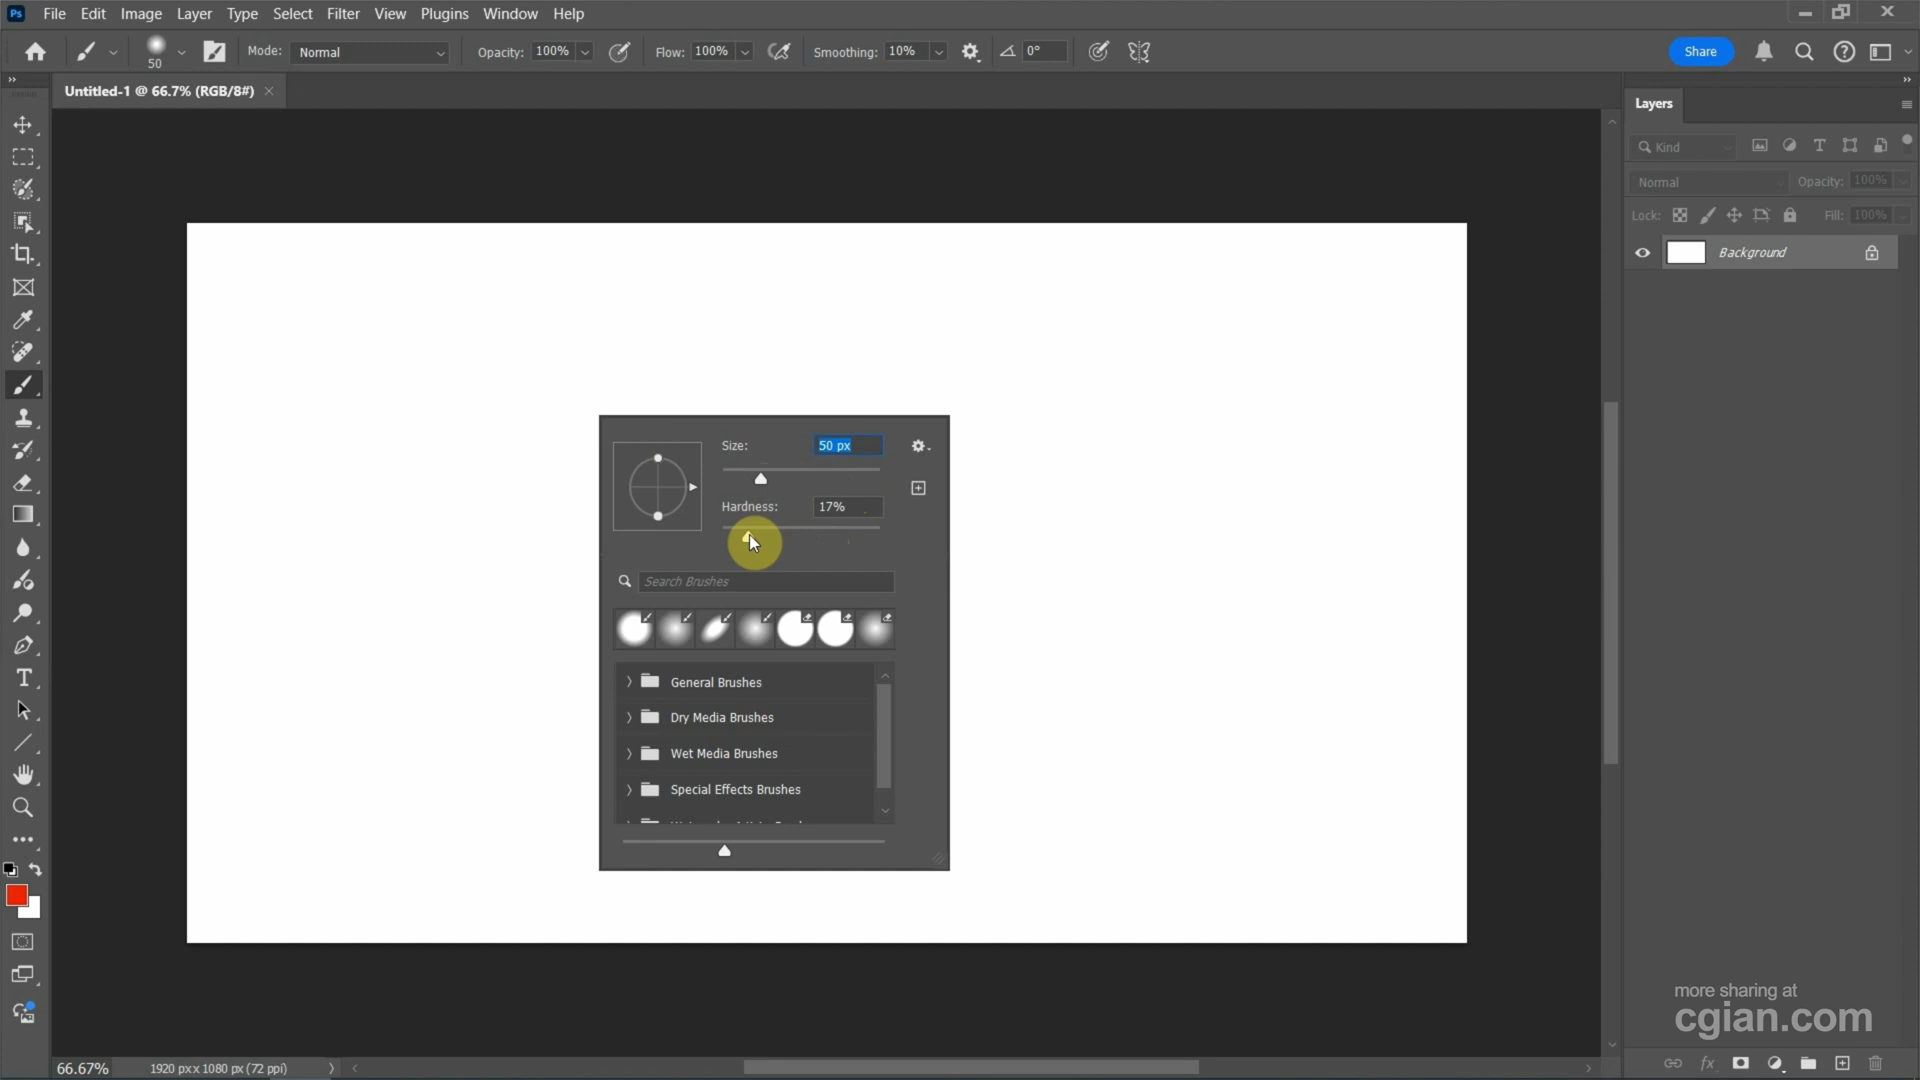 Ps File Edit Image Layer Type Select Filter View Plugins Window Help
50 Mode: Normal Opacity: 100% Flow: 100% Smoothing: 10% 0° Share
Untitled-1 @ 66.7% (RGB/8#)
Layers
Kind
Normal Opacity: 100%
Lock: Fill: 100%
Background
Size: 50 px
Hardness: 17%
Search Brushes
General Brushes
Dry Media Brushes
Wet Media Brushes
Special Effects Brushes
more sharing at
cgian.com
fx
66.67% 1920 px x 1080 px (72 ppi)